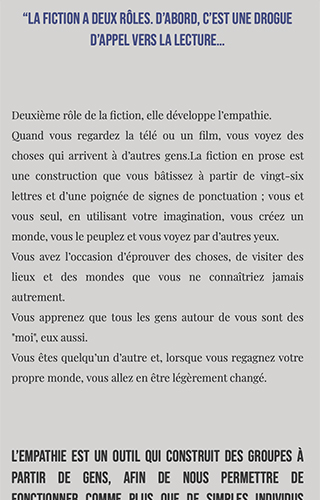 “LA FICTION A DEUX RÔLES. D’ABORD, C’EST UNE DROGUE
D’APPEL VERS LA LECTURE…
Deuxième rôle de la fiction, elle développe l’empathie.
Quand vous regardez la télé ou un film, vous voyez des
choses qui arrivent à d’autres gens.La fiction en prose est
une construction que vous bâtissez à partir de vingt-six
lettres et d’une poignée de signes de ponctuation ; vous et
vous seul, en utilisant votre imagination, vous créez un
monde, vous le peuplez et vous voyez par d’autres yeux.
Vous avez l’occasion d’éprouver des choses, de visiter des
lieux et des mondes que vous ne connaîtriez jamais
autrement.
Vous apprenez que tous les gens autour de vous sont des
"moi", eux aussi.
Vous êtes quelqu’un d’autre et, lorsque vous regagnez votre
propre monde, vous allez en être légèrement changé.
L’EMPATHIE EST UN OUTIL QUI CONSTRUIT DES GROUPES À
PARTIR DE GENS, AFIN DE NOUS PERMETTRE DE
FONCTIONNER COMME PLUS QUE DE SIMPLES INDIVIDUS